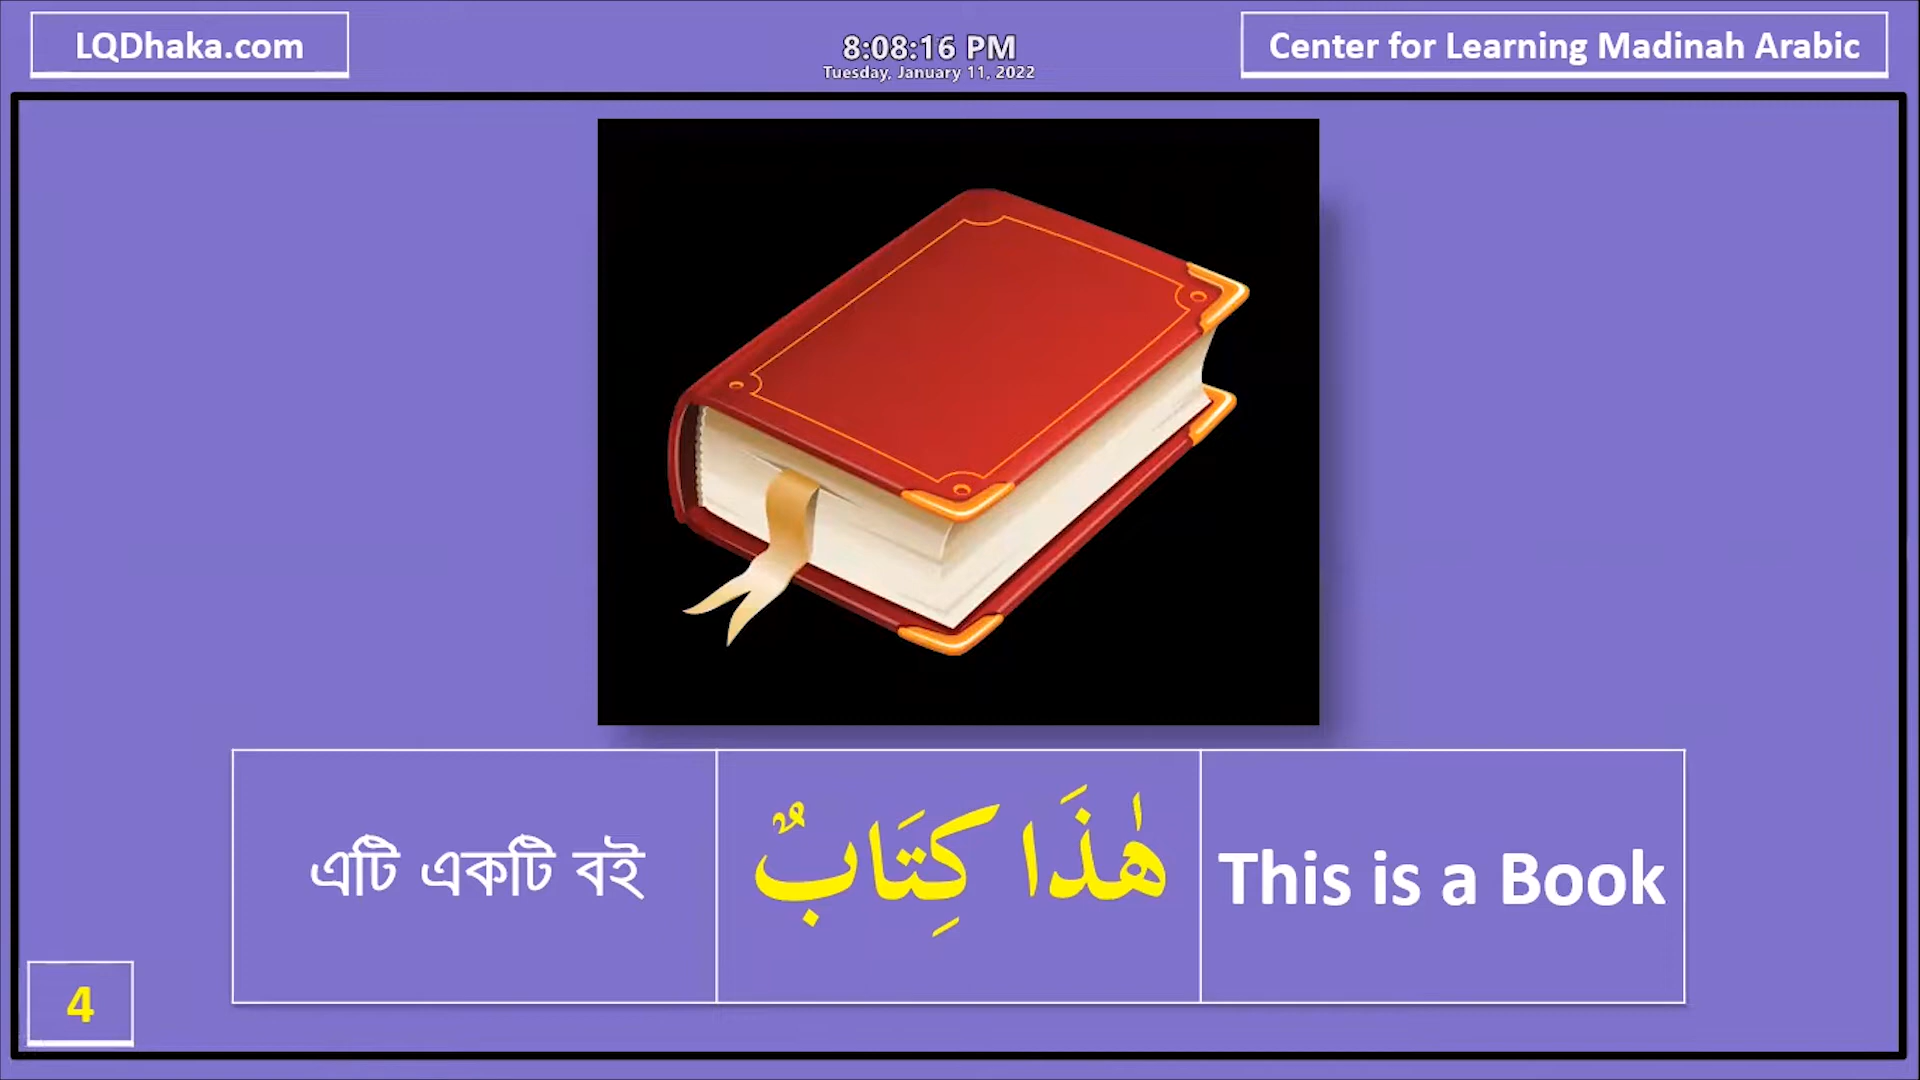 LQDhaka.com
8:08:16 PM
Tuesday, January 11, 2022
Center for Learning Madinah Arabic
এটি একটি বই
هٰذَا كِتَابٌ
This is a Book
4